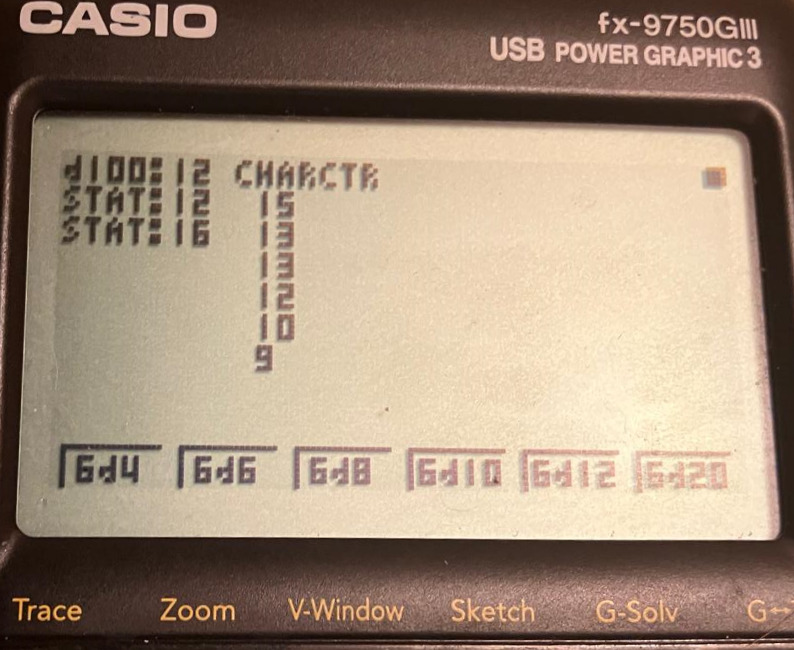 CASIO
fx-9750GIII
USB POWER GRAPHIC 3
d100:12 CHARCTR
STAT:12 15
STAT:16 13
13
12
10
9
6d4 6d6 6d8 6d10 6d12 6d20
Trace Zoom V-Window Sketch G-Solv G↔